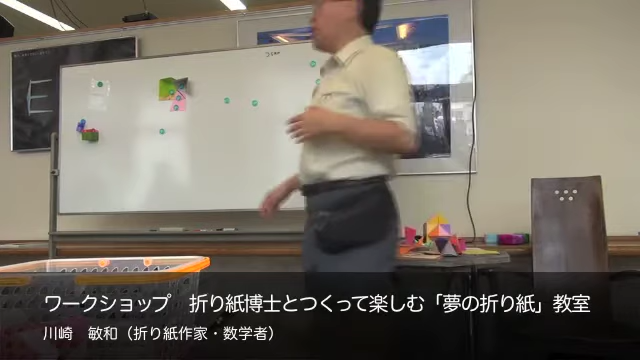 ワークショップ　折り紙博士とつくって楽しむ「夢の折り紙」教室
川崎　敏和（折り紙作家・数学者）